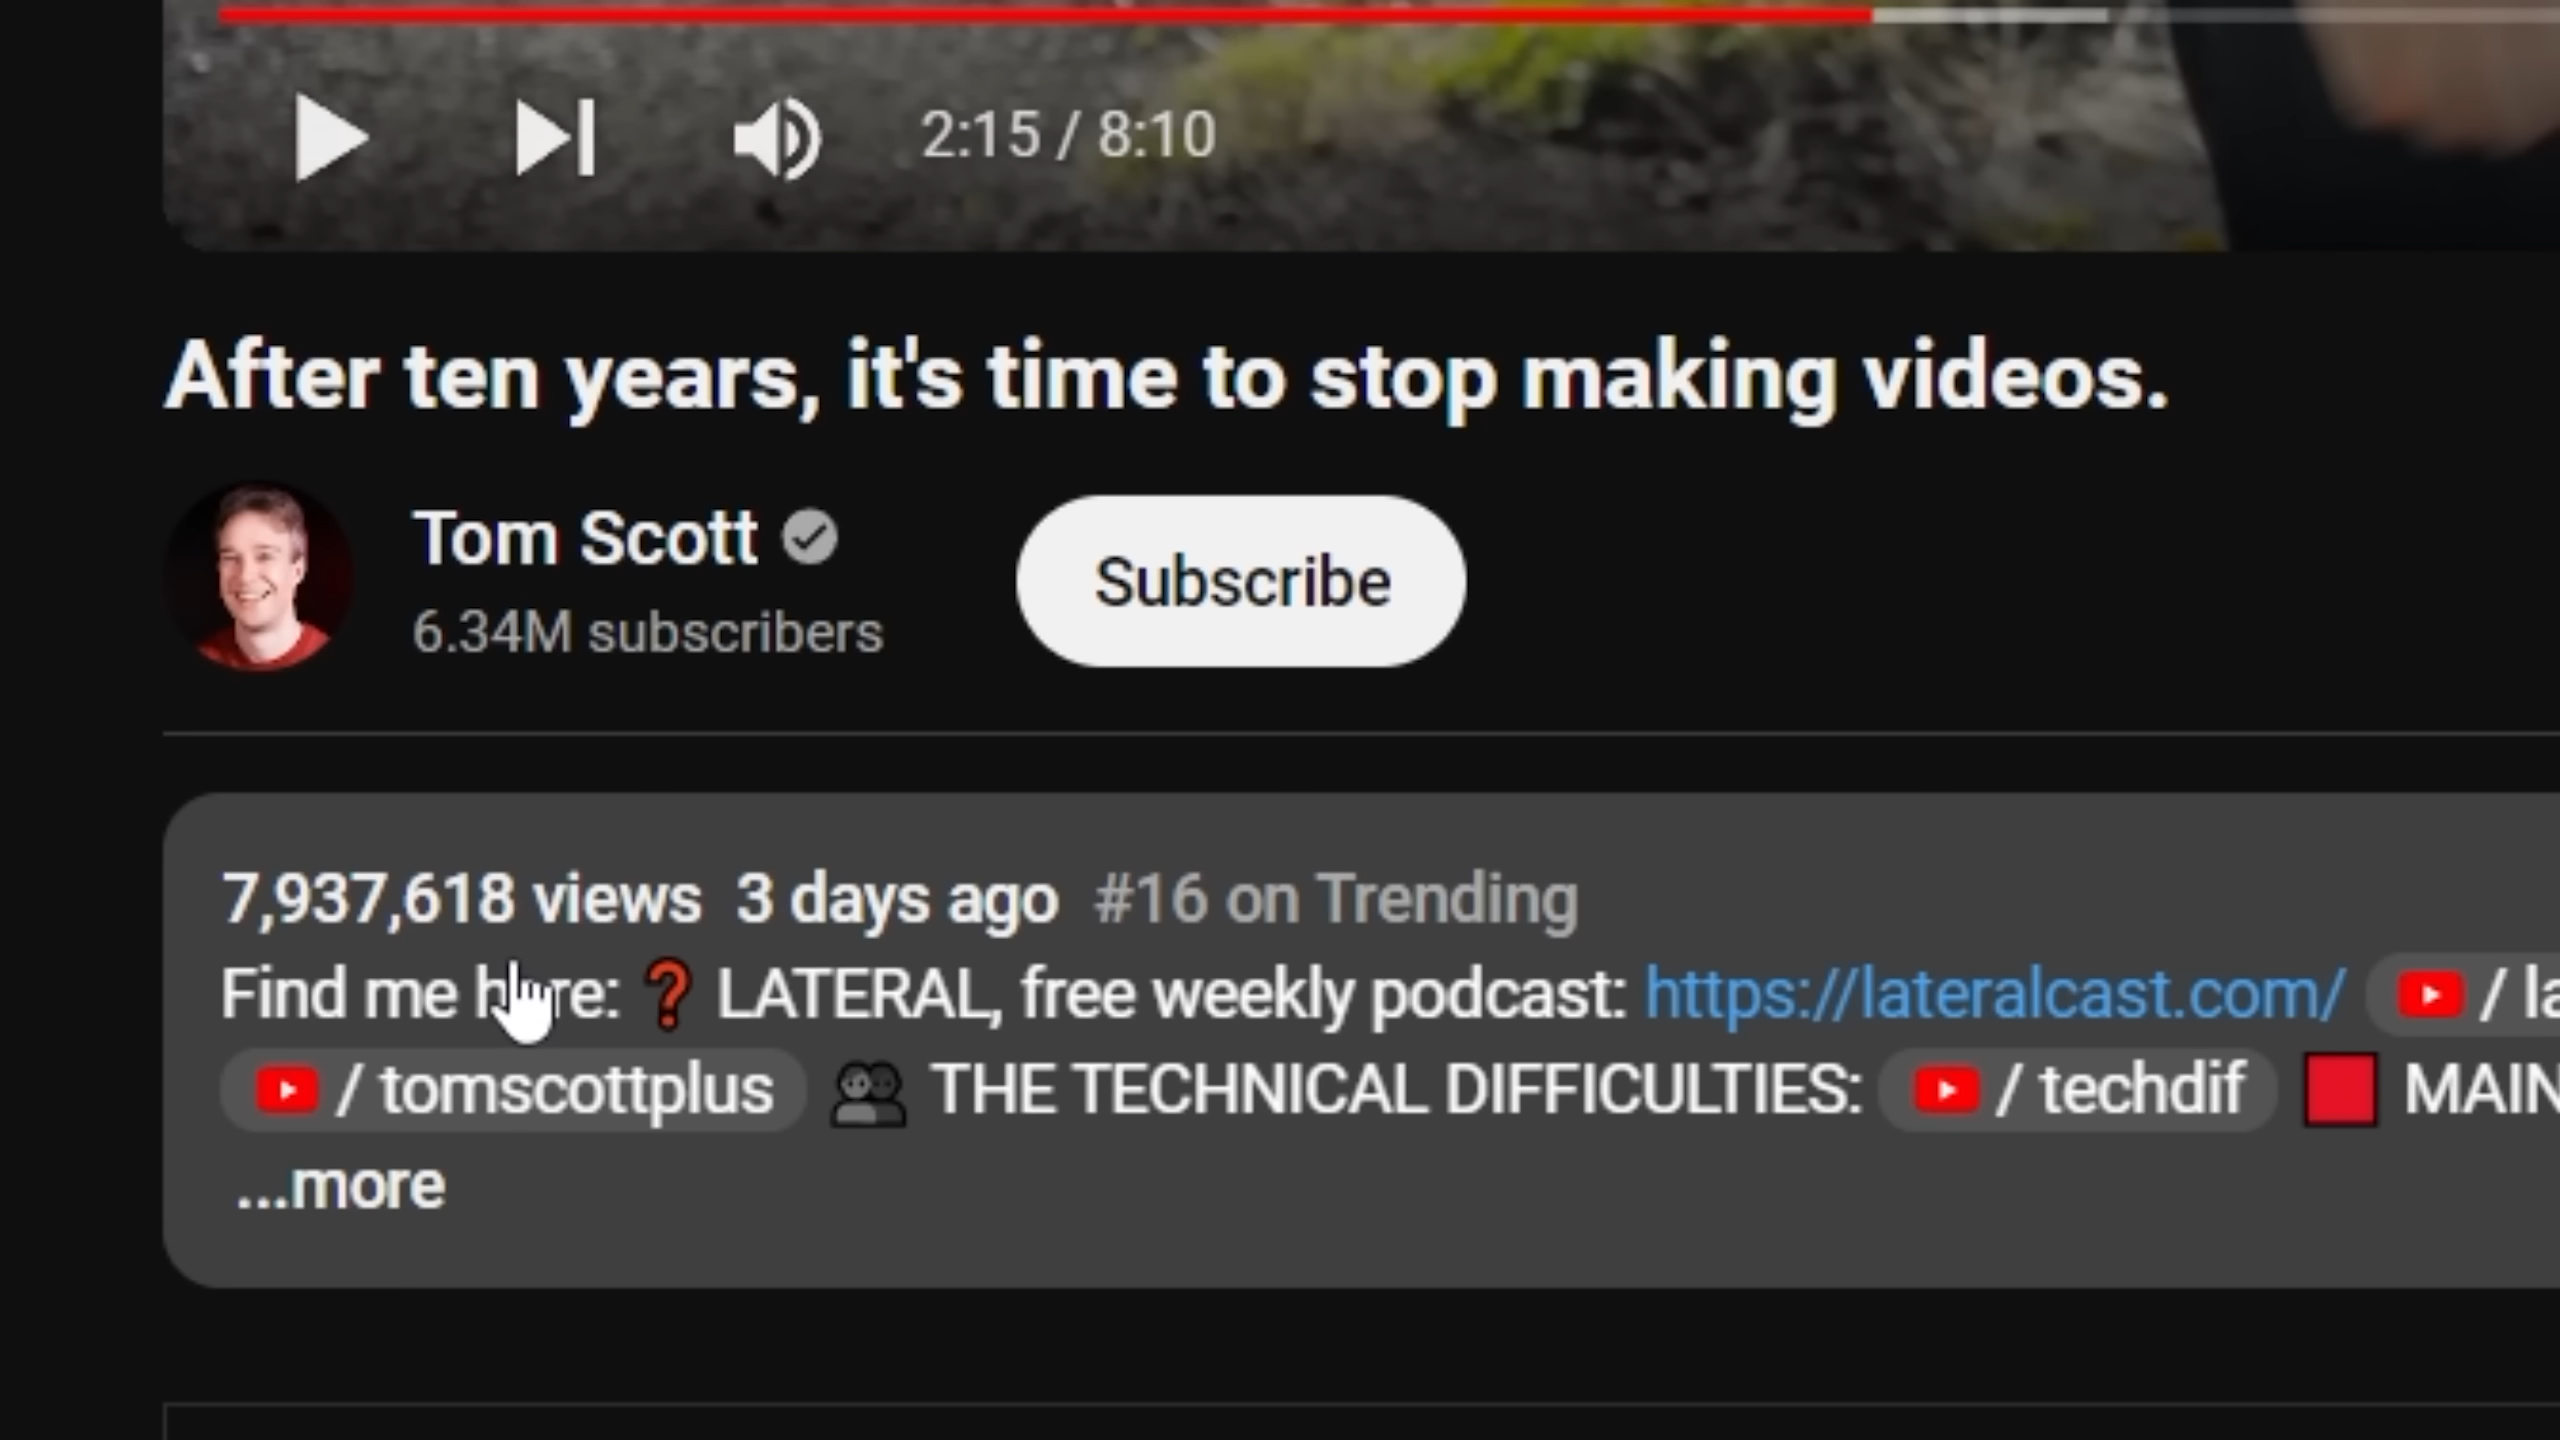 2:15 / 8:10
After ten years, it's time to stop making videos.
Tom Scott
6.34M subscribers
Subscribe
7,937,618 views 3 days ago #16 on Trending
Find me here: ❓ LATERAL, free weekly podcast: https://lateralcast.com/ / la
/ tomscottplus 👥 THE TECHNICAL DIFFICULTIES: / techdif 🟥 MAIN
...more